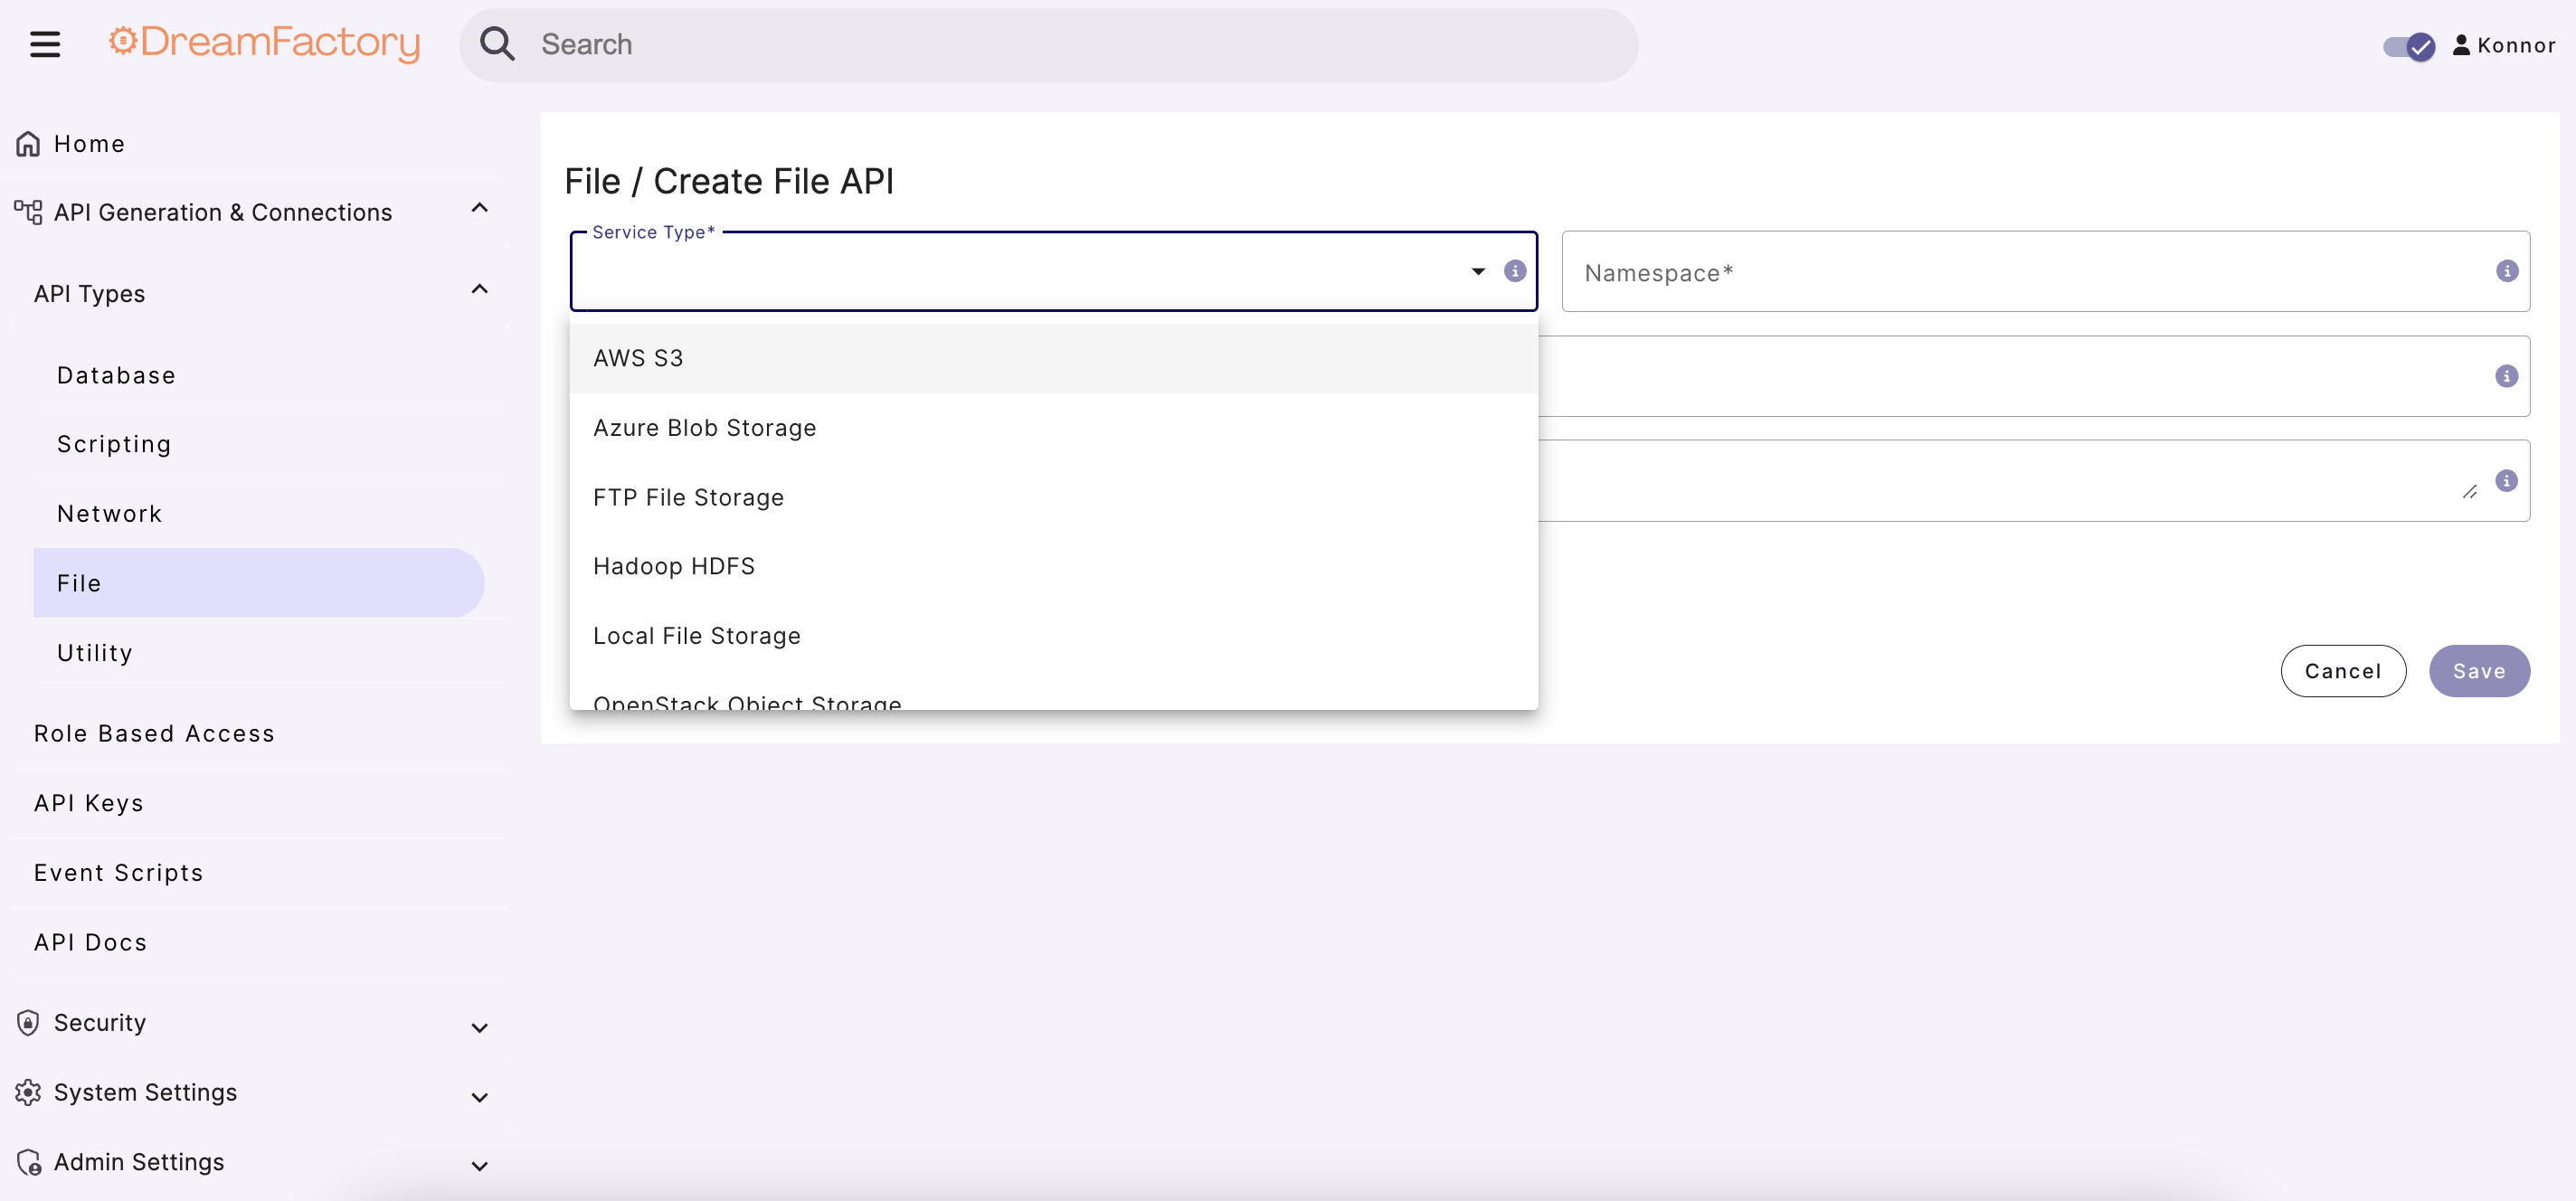 DreamFactory
Search
Konnor
Home
API Generation & Connections
API Types
Database
Scripting
Network
File
Utility
Role Based Access
API Keys
Event Scripts
API Docs
Security
System Settings
Admin Settings
File / Create File API
Service Type*
Namespace*
AWS S3
Azure Blob Storage
FTP File Storage
Hadoop HDFS
Local File Storage
OpenStack Object Storage
Cancel
Save